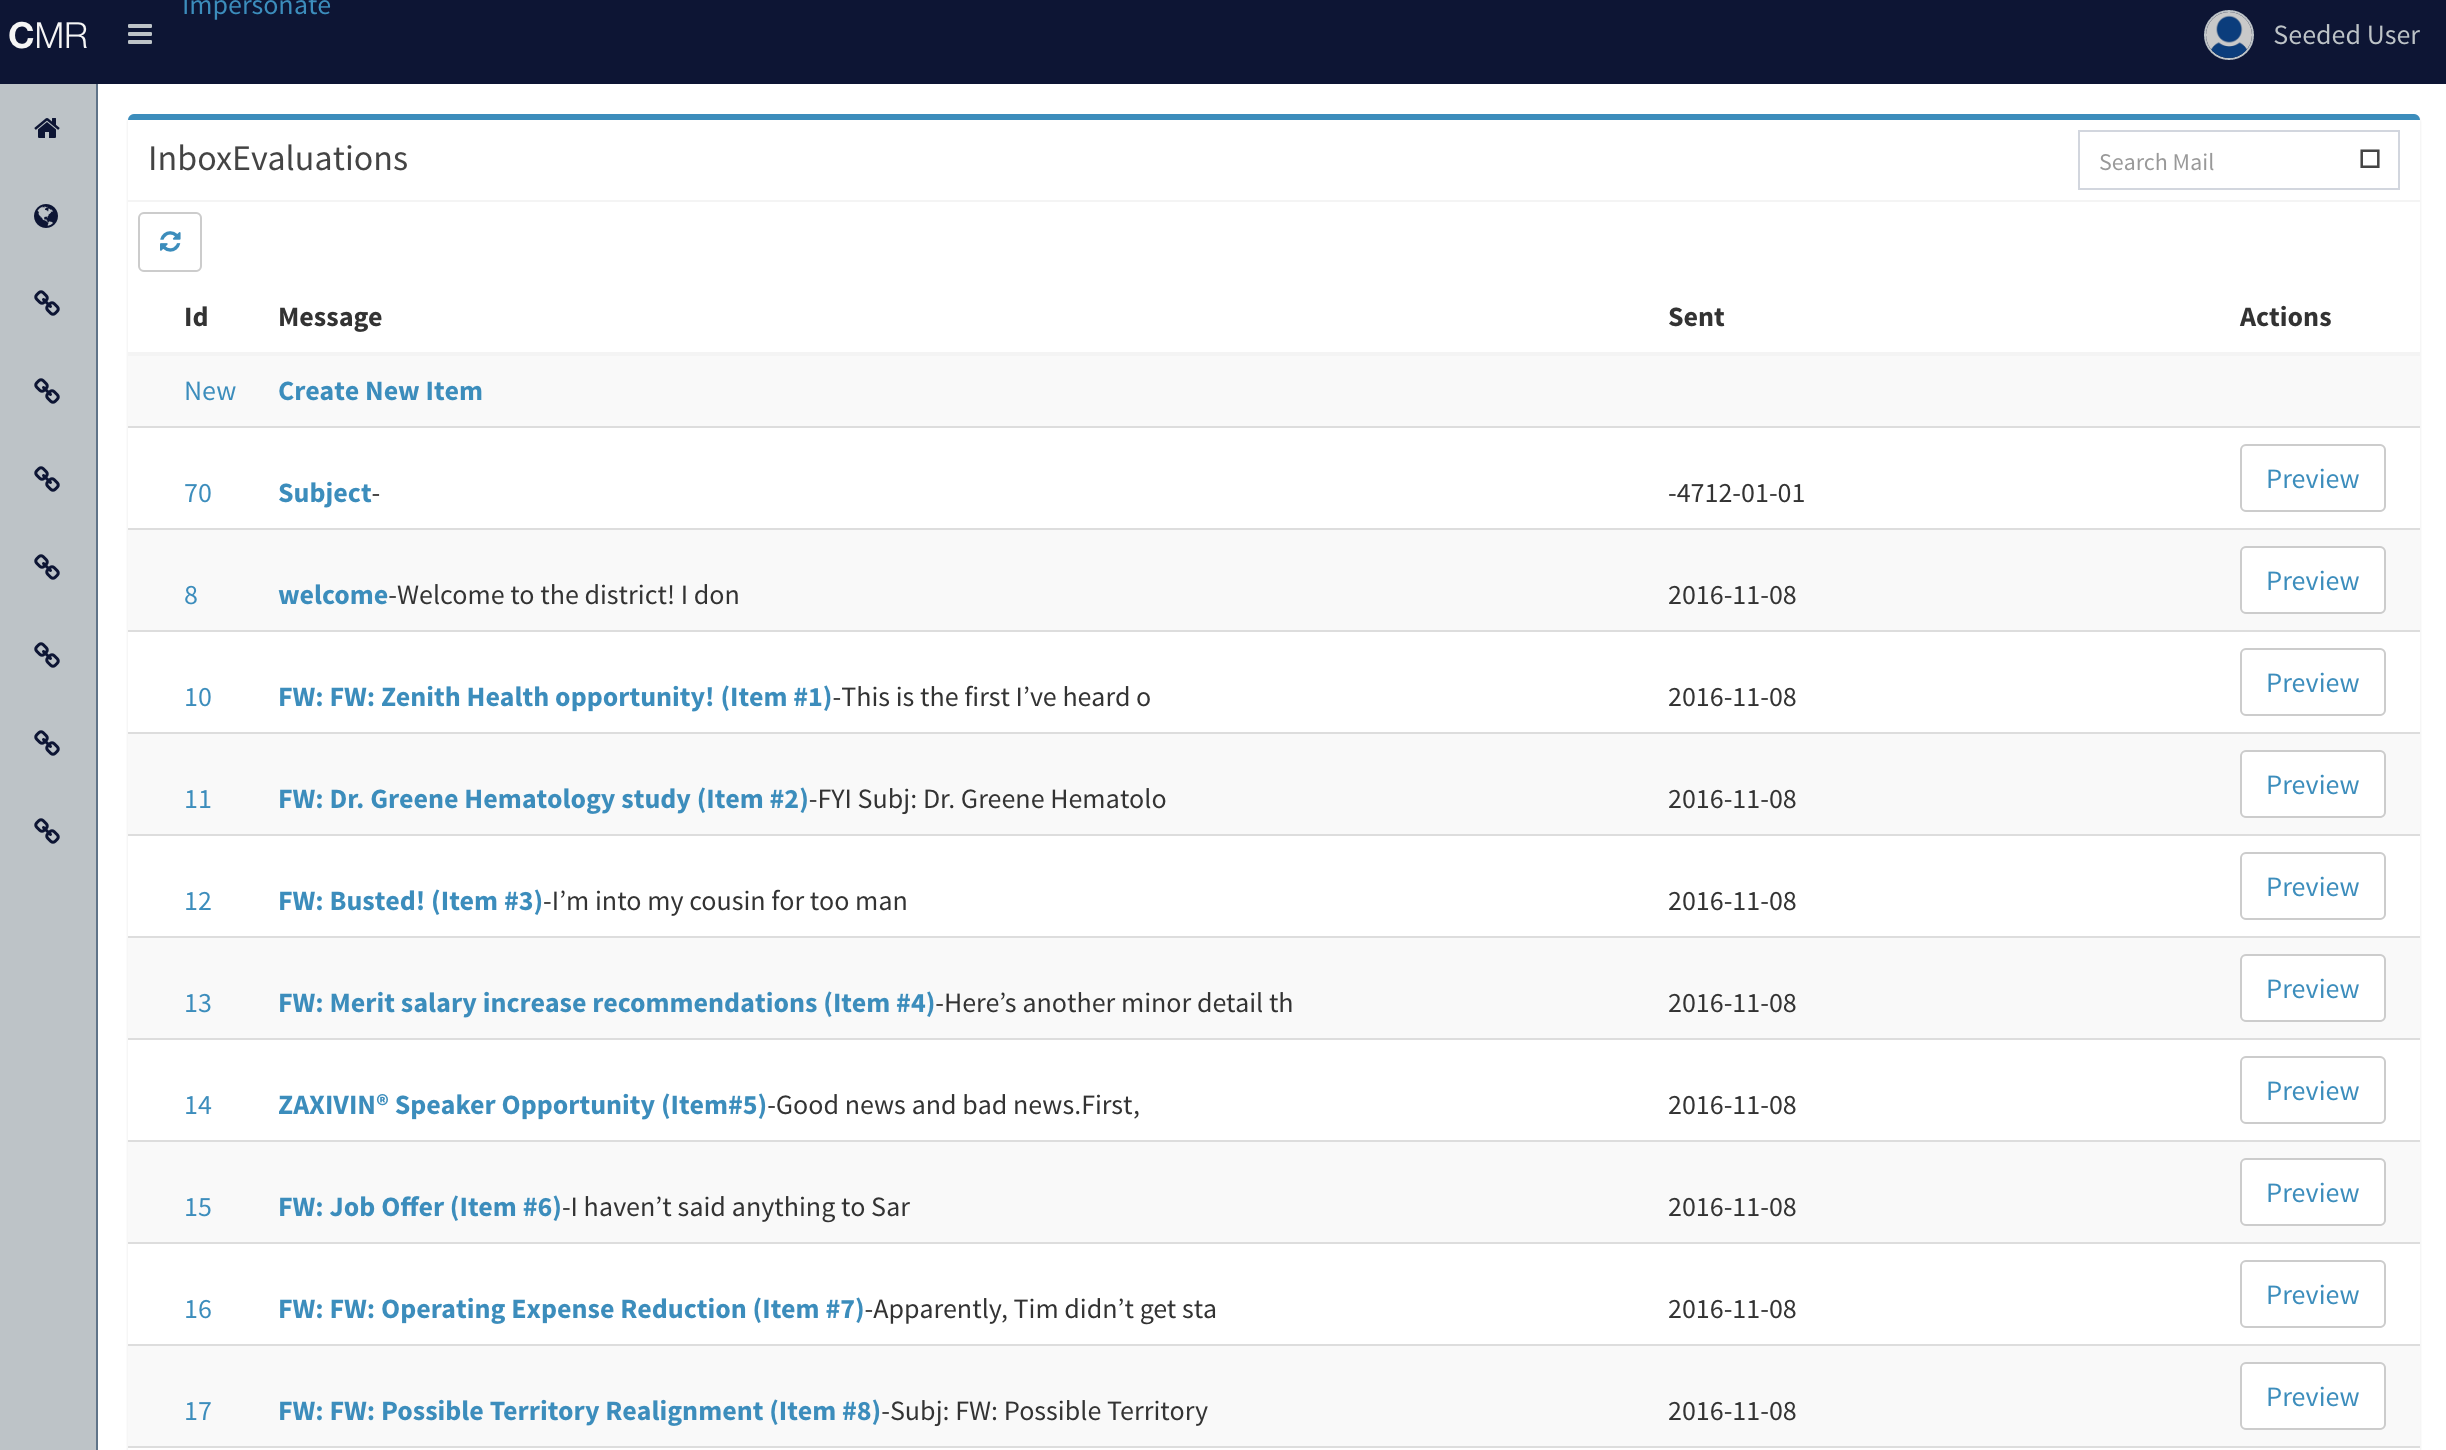 Impersonate
CMR
Seeded User
InboxEvaluations
Search Mail
Id Message Sent Actions
New Create New Item
70 Subject- -4712-01-01 Preview
8 welcome-Welcome to the district! I don 2016-11-08 Preview
10 FW: FW: Zenith Health opportunity! (Item #1)-This is the first I’ve heard o 2016-11-08 Preview
11 FW: Dr. Greene Hematology study (Item #2)-FYI Subj: Dr. Greene Hematolo 2016-11-08 Preview
12 FW: Busted! (Item #3)-I’m into my cousin for too man 2016-11-08 Preview
13 FW: Merit salary increase recommendations (Item #4)-Here’s another minor detail th 2016-11-08 Preview
14 ZAXIVIN® Speaker Opportunity (Item#5)-Good news and bad news.First, 2016-11-08 Preview
15 FW: Job Offer (Item #6)-I haven’t said anything to Sar 2016-11-08 Preview
16 FW: FW: Operating Expense Reduction (Item #7)-Apparently, Tim didn’t get sta 2016-11-08 Preview
17 FW: FW: Possible Territory Realignment (Item #8)-Subj: FW: Possible Territory 2016-11-08 Preview